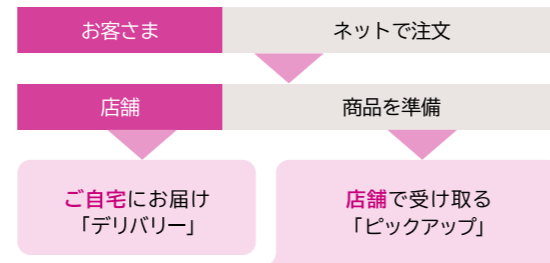 お客さま
ネットで注文
店舗
商品を準備
ご自宅にお届け
「デリバリー」
店舗で受け取る
「ピックアップ」